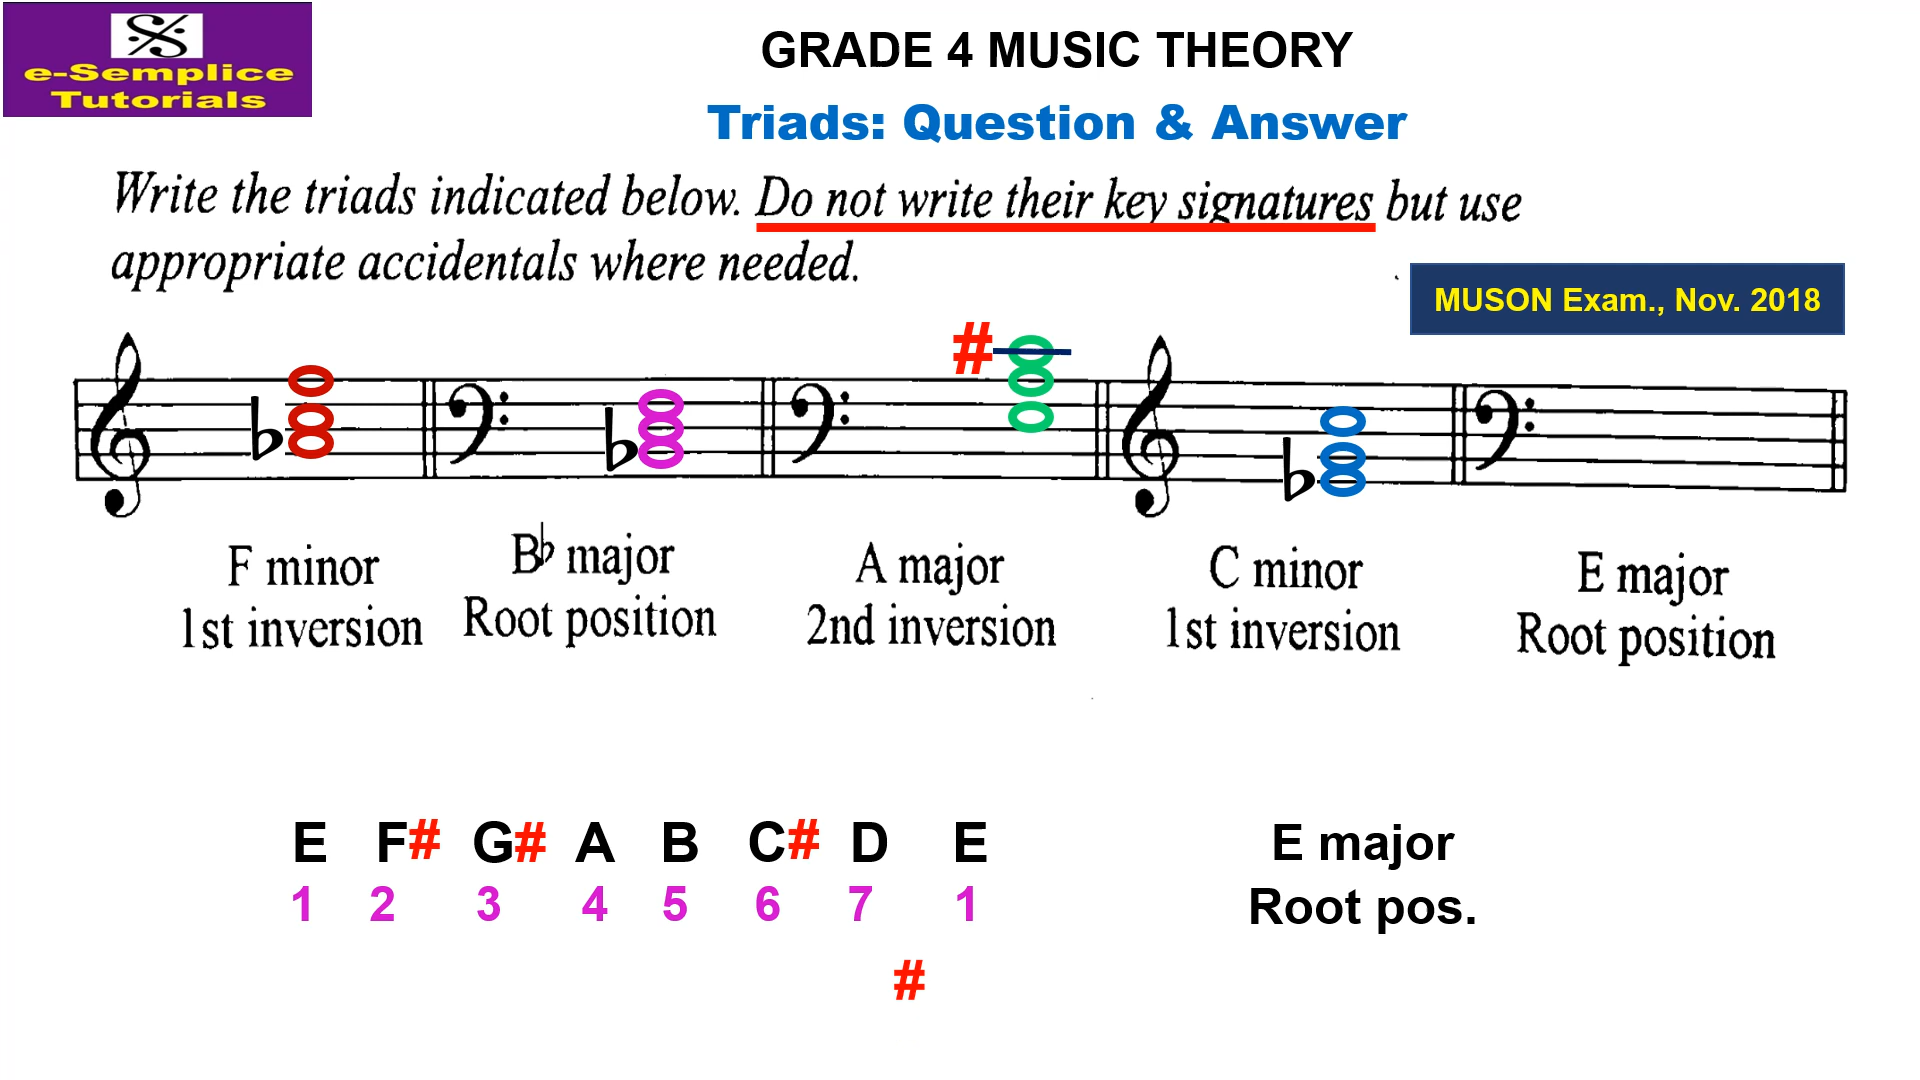 e-Semplice
Tutorials
GRADE 4 MUSIC THEORY
Triads: Question & Answer
Write the triads indicated below. Do not write their key signatures but use
appropriate accidentals where needed.
MUSON Exam., Nov. 2018
#
F minor
1st inversion
B♭ major
Root position
A major
2nd inversion
C minor
1st inversion
E major
Root position
E F# G# A B C# D E
1 2 3 4 5 6 7 1
#
E major
Root pos.